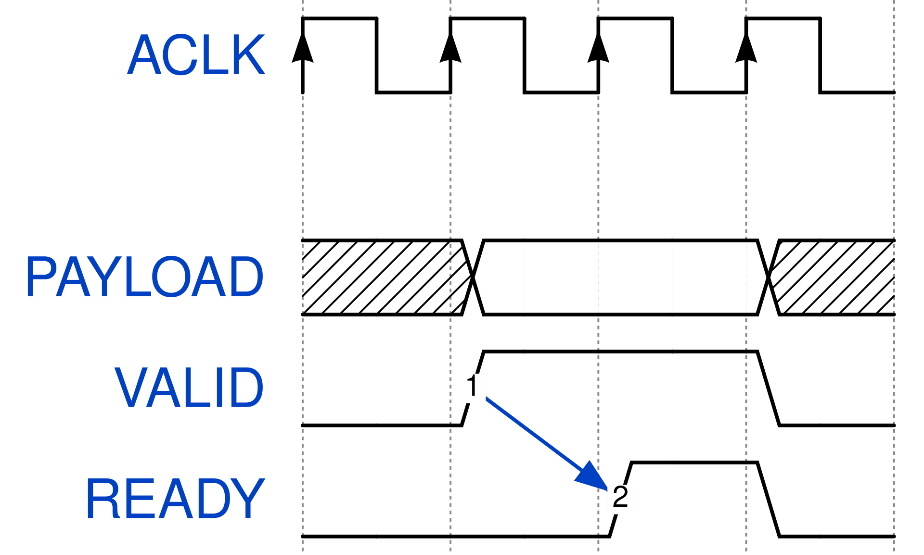 ACLK
PAYLOAD
VALID
1
READY
2